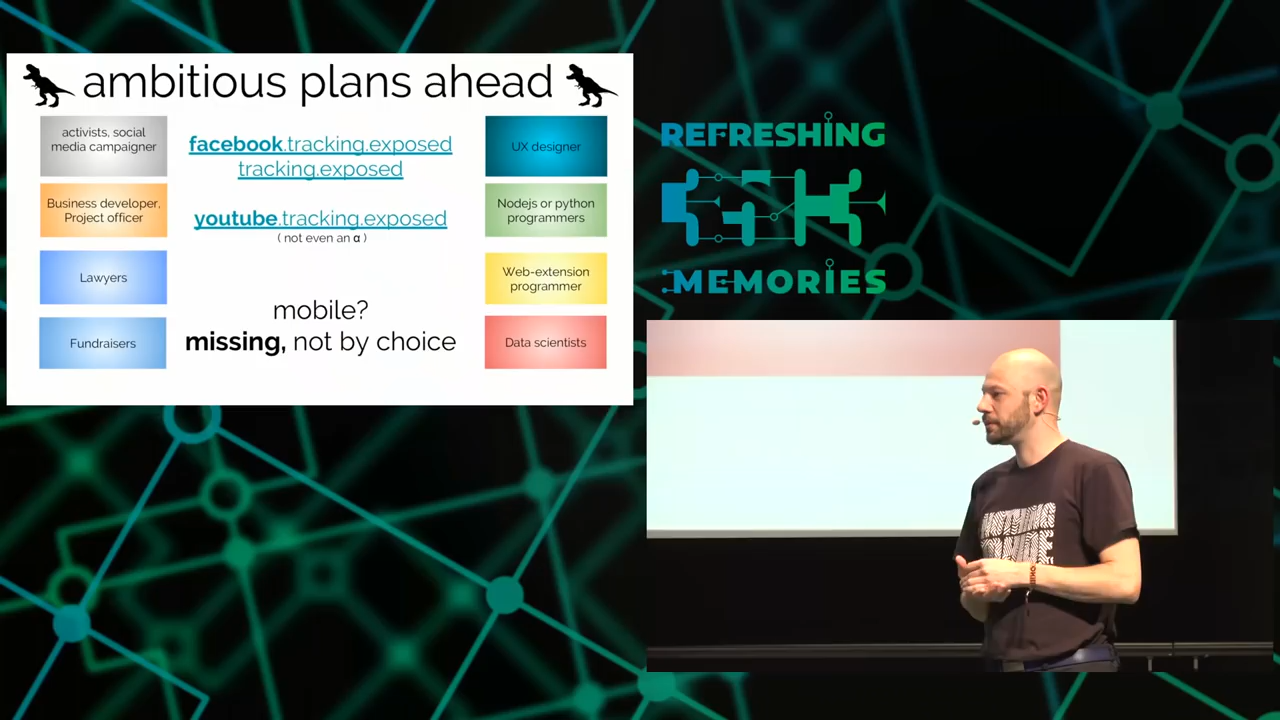 ambitious plans ahead
activists, social
media campaigner
Business developer,
Project officer
Lawyers
Fundraisers
facebook.tracking.exposed
tracking.exposed
youtube.tracking.exposed
( not even an α )
mobile?
missing, not by choice
UX designer
Nodejs or python
programmers
Web-extension
programmer
Data scientists
REFRESHING
MEMORIES